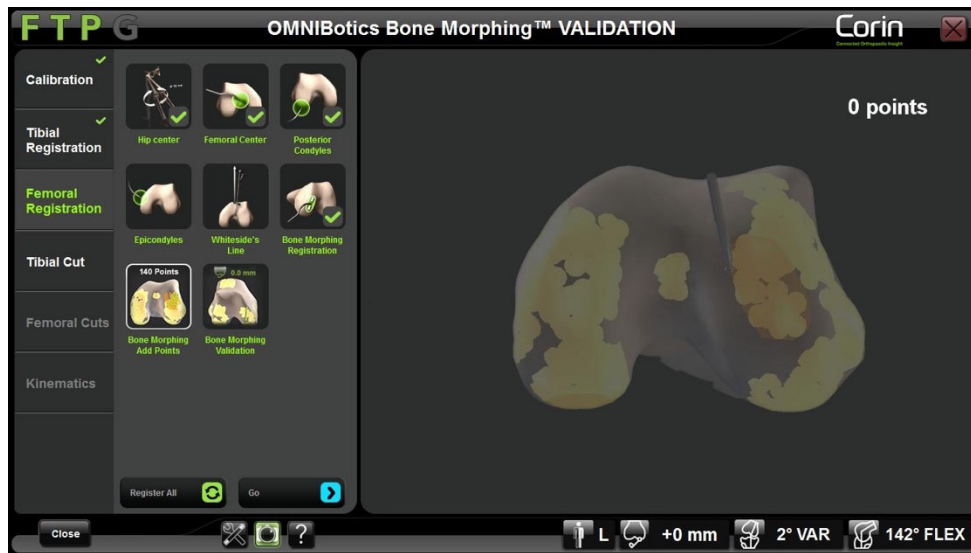 FTPG
OMNIBotics Bone Morphing™ VALIDATION
Corin
Connected Orthopaedic Insight
Calibration
Tibial
Registration
Femoral
Registration
Tibial Cut
Femoral Cuts
Kinematics
Hip center
Femoral Center
Posterior
Condyles
Epicondyles
Whiteside's
Line
Bone Morphing
Registration
140 Points
Bone Morphing
Add Points
0.0 mm
Bone Morphing
Validation
Register All
Go
0 points
Close
?
L
+0 mm
2° VAR
142° FLEX